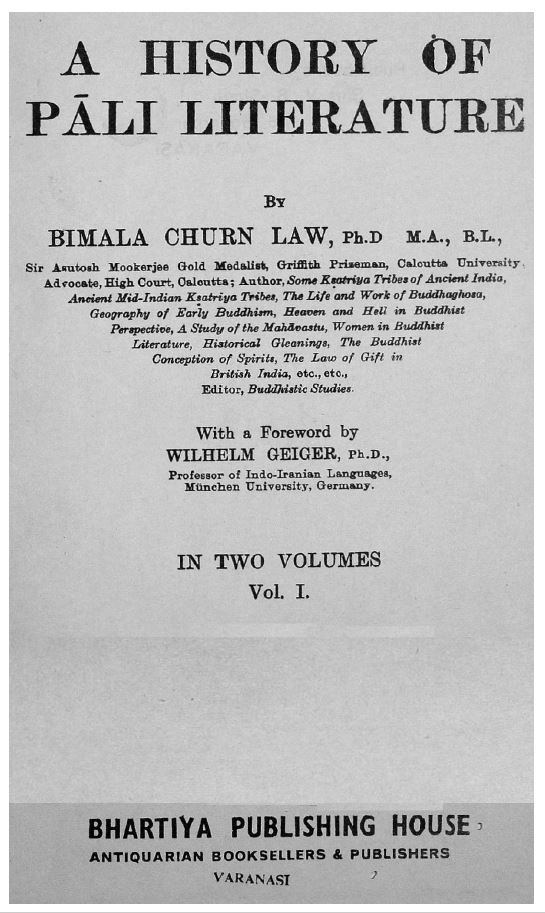 A HISTORY OF
PĀLI LITERATURE
BY
BIMALA CHURN LAW, Ph.D M.A., B.L.,
Sir Asutosh Mookerjee Gold Medalist, Griffith Prizeman, Calcutta University,
Advocate, High Court, Calcutta; Author, Some Kṣatriya Tribes of Ancient India,
Ancient Mid-Indian Kṣatriya Tribes, The Life and Work of Buddhaghosa,
Geography of Early Buddhism, Heaven and Hell in Buddhist
Perspective, A Study of the Mahāvastu, Women in Buddhist
Literature, Historical Gleanings, The Buddhist
Conception of Spirits, The Law of Gift in
British India, etc., etc.,
Editor, Buddhistic Studies.
With a Foreword by
WILHELM GEIGER, Ph.D.,
Professor of Indo-Iranian Languages,
München University, Germany.
IN TWO VOLUMES
Vol. I.
BHARTIYA PUBLISHING HOUSE
ANTIQUARIAN BOOKSELLERS & PUBLISHERS
VARANASI